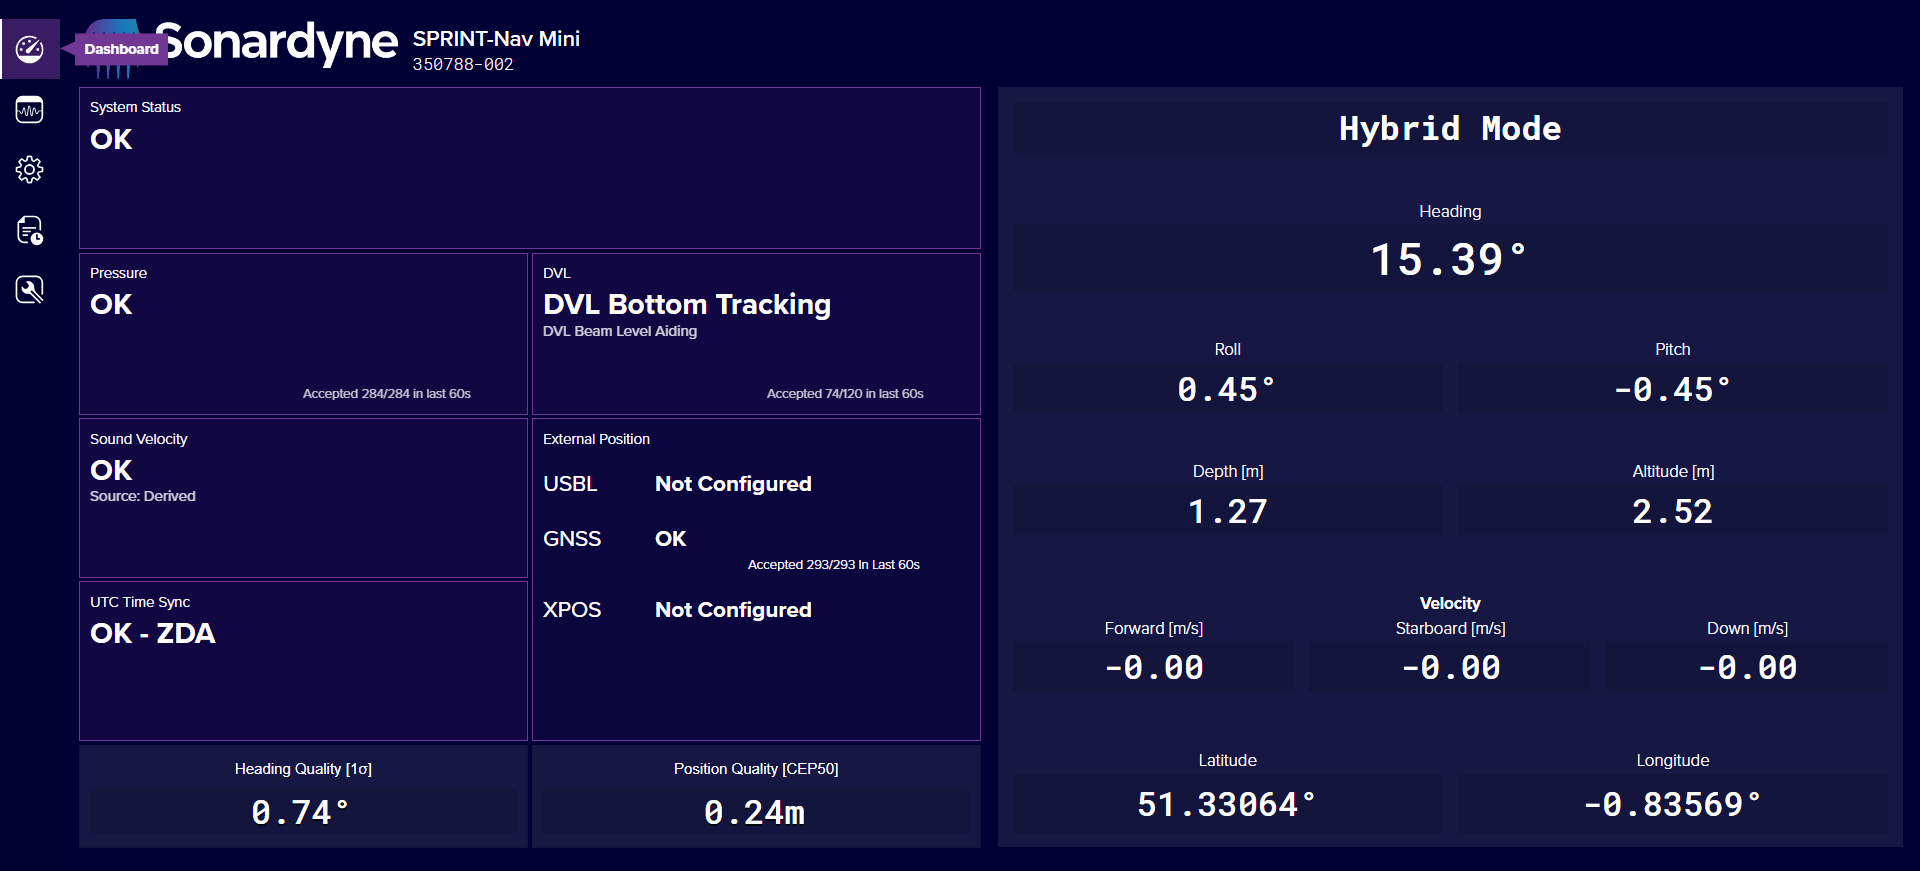 Dashboard
Sonardyne
SPRINT-Nav Mini
350788-002
System Status
OK
Pressure
OK
Accepted 284/284 in last 60s
DVL
DVL Bottom Tracking
DVL Beam Level Aiding
Accepted 74/120 in last 60s
Sound Velocity
OK
Source: Derived
External Position
USBL Not Configured
GNSS OK
Accepted 293/293 In Last 60s
XPOS Not Configured
UTC Time Sync
OK - ZDA
Heading Quality [1σ]
0.74°
Position Quality [CEP50]
0.24m
Hybrid Mode
Heading
15.39°
Roll
0.45°
Pitch
-0.45°
Depth [m]
1.27
Altitude [m]
2.52
Velocity
Forward [m/s]
-0.00
Starboard [m/s]
-0.00
Down [m/s]
-0.00
Latitude
51.33064°
Longitude
-0.83569°